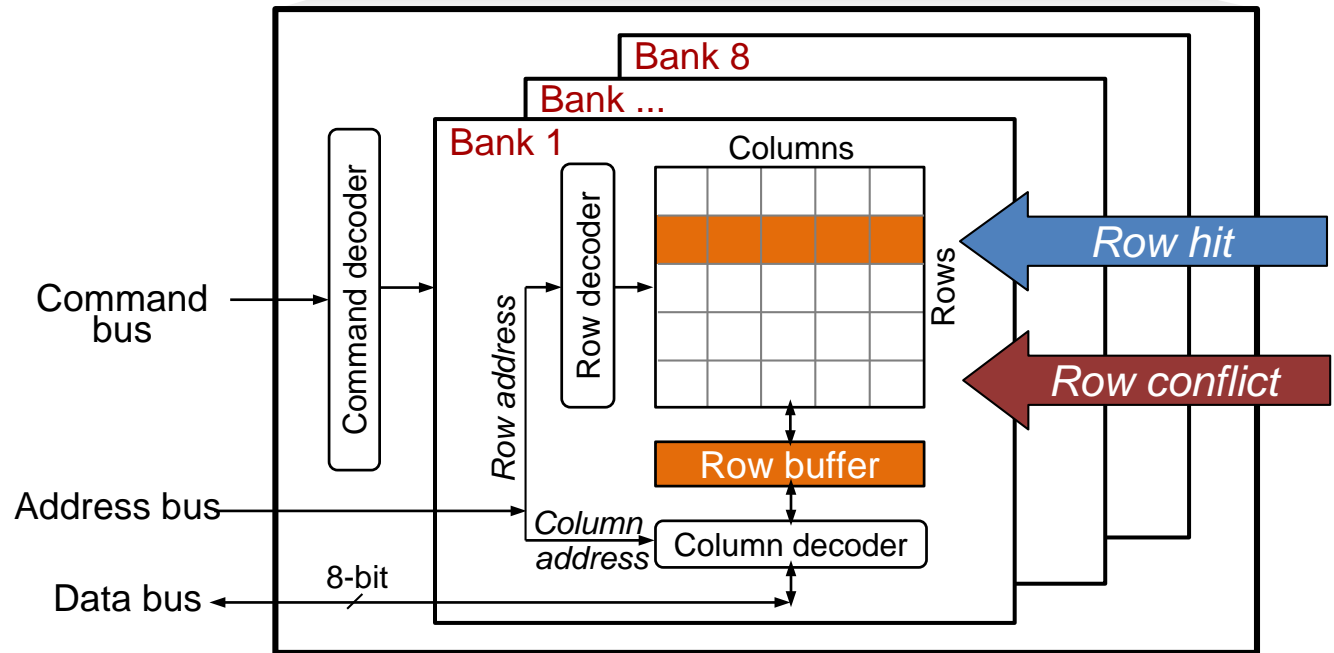 Bank 8
Bank ...
Bank 1
Columns
Command decoder
Row decoder
Rows
Row hit
Command
bus
Row address
Row conflict
Row buffer
Address bus
Column
address
Column decoder
8-bit
Data bus